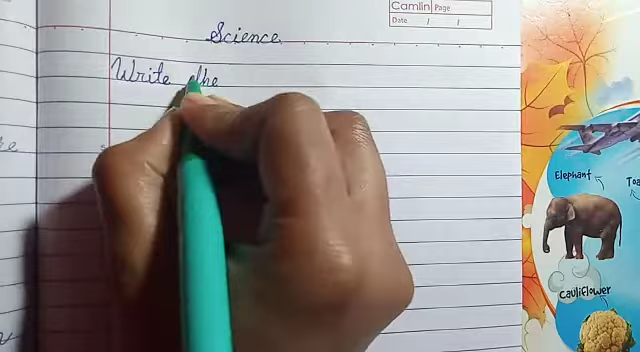 Camlin Page
Date / /
Science
Write the
Elephant
Cauliflower